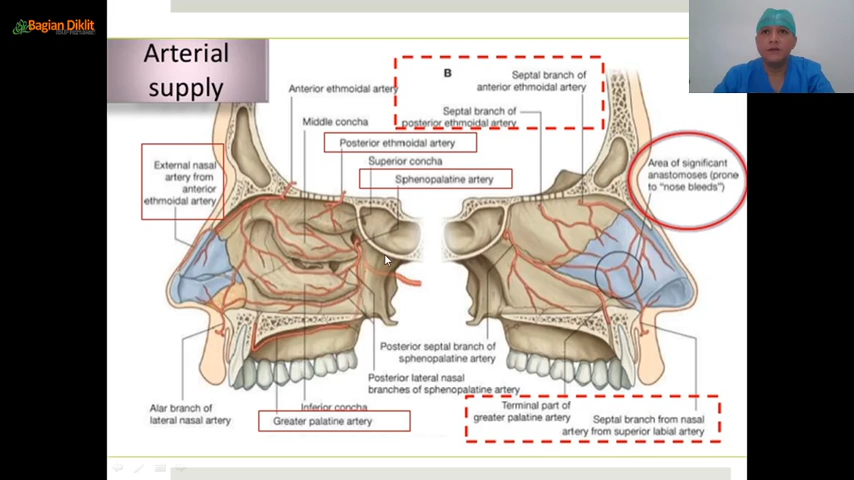 Bagian Diklit
Arterial
supply
Anterior ethmoidal artery
Middle concha
Posterior ethmoidal artery
Superior concha
Sphenopalatine artery
External nasal
artery from
anterior
ethmoidal artery
Alar branch of
lateral nasal artery
Inferior concha
Greater palatine artery
Posterior septal branch of
sphenopalatine artery
Posterior lateral nasal
branches of sphenopalatine artery
B
Septal branch of
anterior ethmoidal artery
Septal branch of
posterior ethmoidal artery
Area of significant
anastomoses (prone
to “nose bleeds”)
Terminal part of
greater palatine artery
Septal branch from nasal
artery from superior labial artery